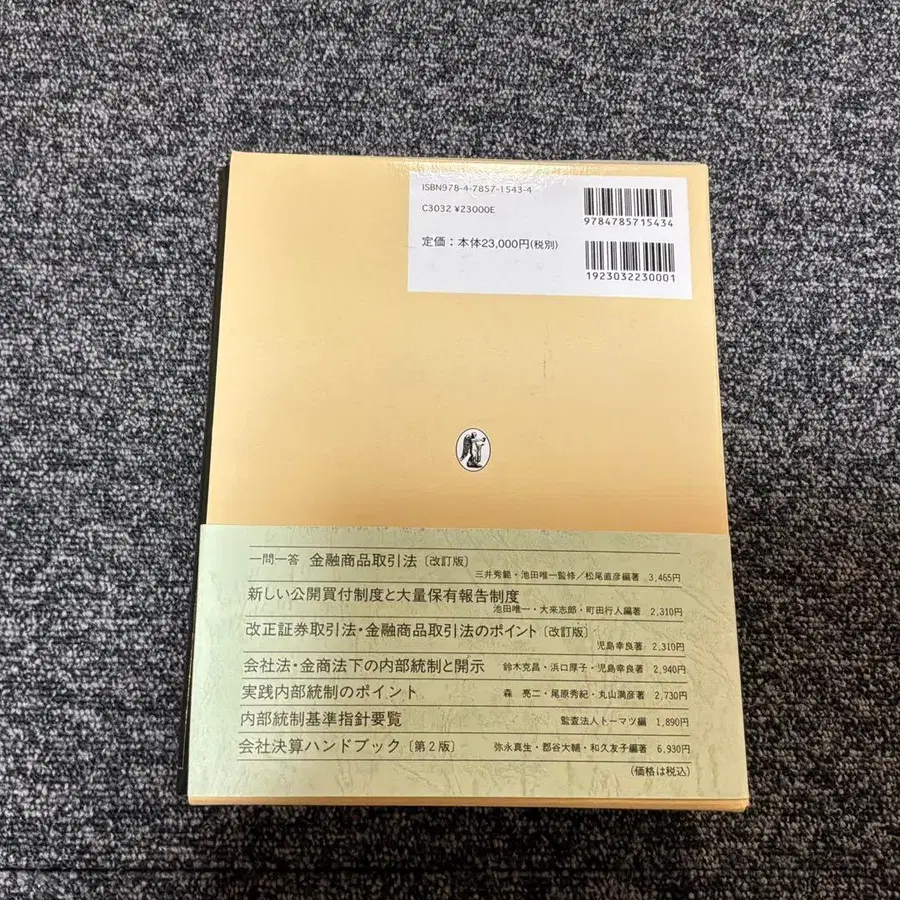 ISBN978-4-7857-1543-4
C3032 ¥23000E
定価：本体23,000円(税別)
9784785715434
1923032230001
一問一答 金融商品取引法〔改訂版〕
三井秀範・池田唯一監修／松尾直彦編著 3,465円
新しい公開買付制度と大量保有報告制度
池田唯一・大来志郎・町田行人編著 2,310円
改正証券取引法・金融商品取引法のポイント〔改訂版〕
児島幸良著 2,310円
会社法・金商法下の内部統制と開示 鈴木克昌・浜口厚子・児島幸良著 2,940円
実践内部統制のポイント 森 亮二・尾原秀紀・丸山満彦著 2,730円
内部統制基準指針要覧 監査法人トーマツ編 1,890円
会社決算ハンドブック〔第2版〕 弥永真生・郡谷大輔・和久友子編著 6,930円
(価格は税込)